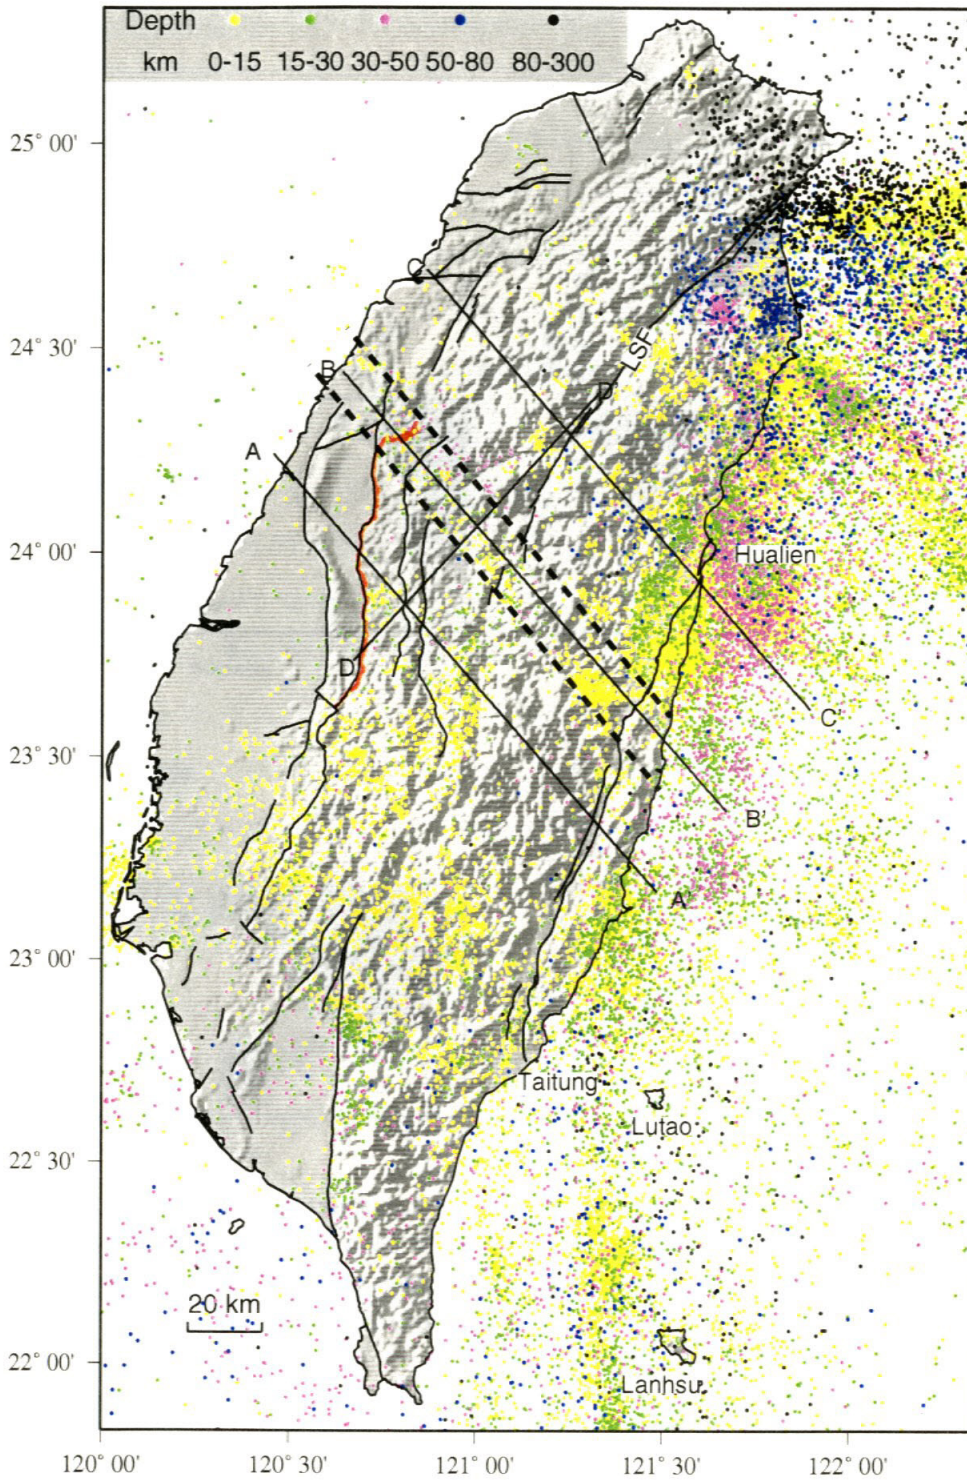 Depth
km 0-15 15-30 30-50 50-80 80-300
25° 00'
C
LSF
24° 30'
B
D'
A
24° 00'
Hualien
D
C'
23° 30'
B'
A'
23° 00'
Taitung
Lutao
22° 30'
20 km
22° 00'
Lanhsu
120° 00' 120° 30' 121° 00' 121° 30' 122° 00'